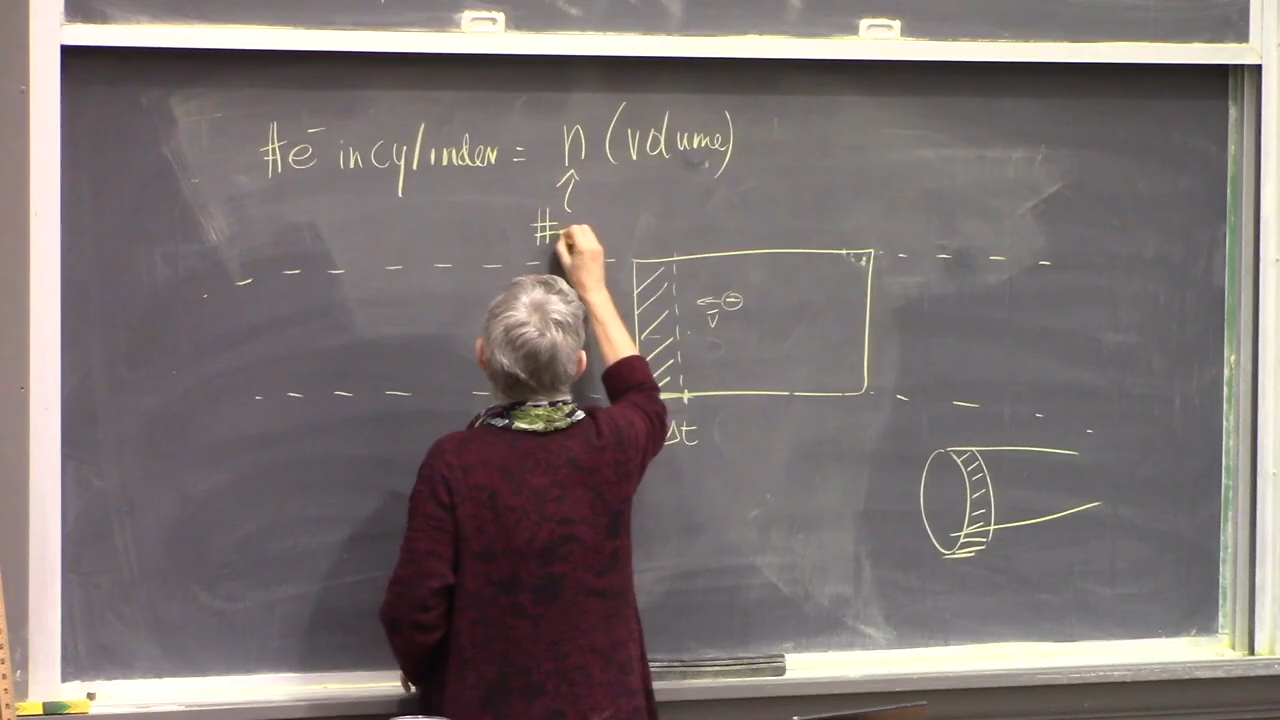 #ē in cylinder = n (volume)
#
⊖
v̄
Δt